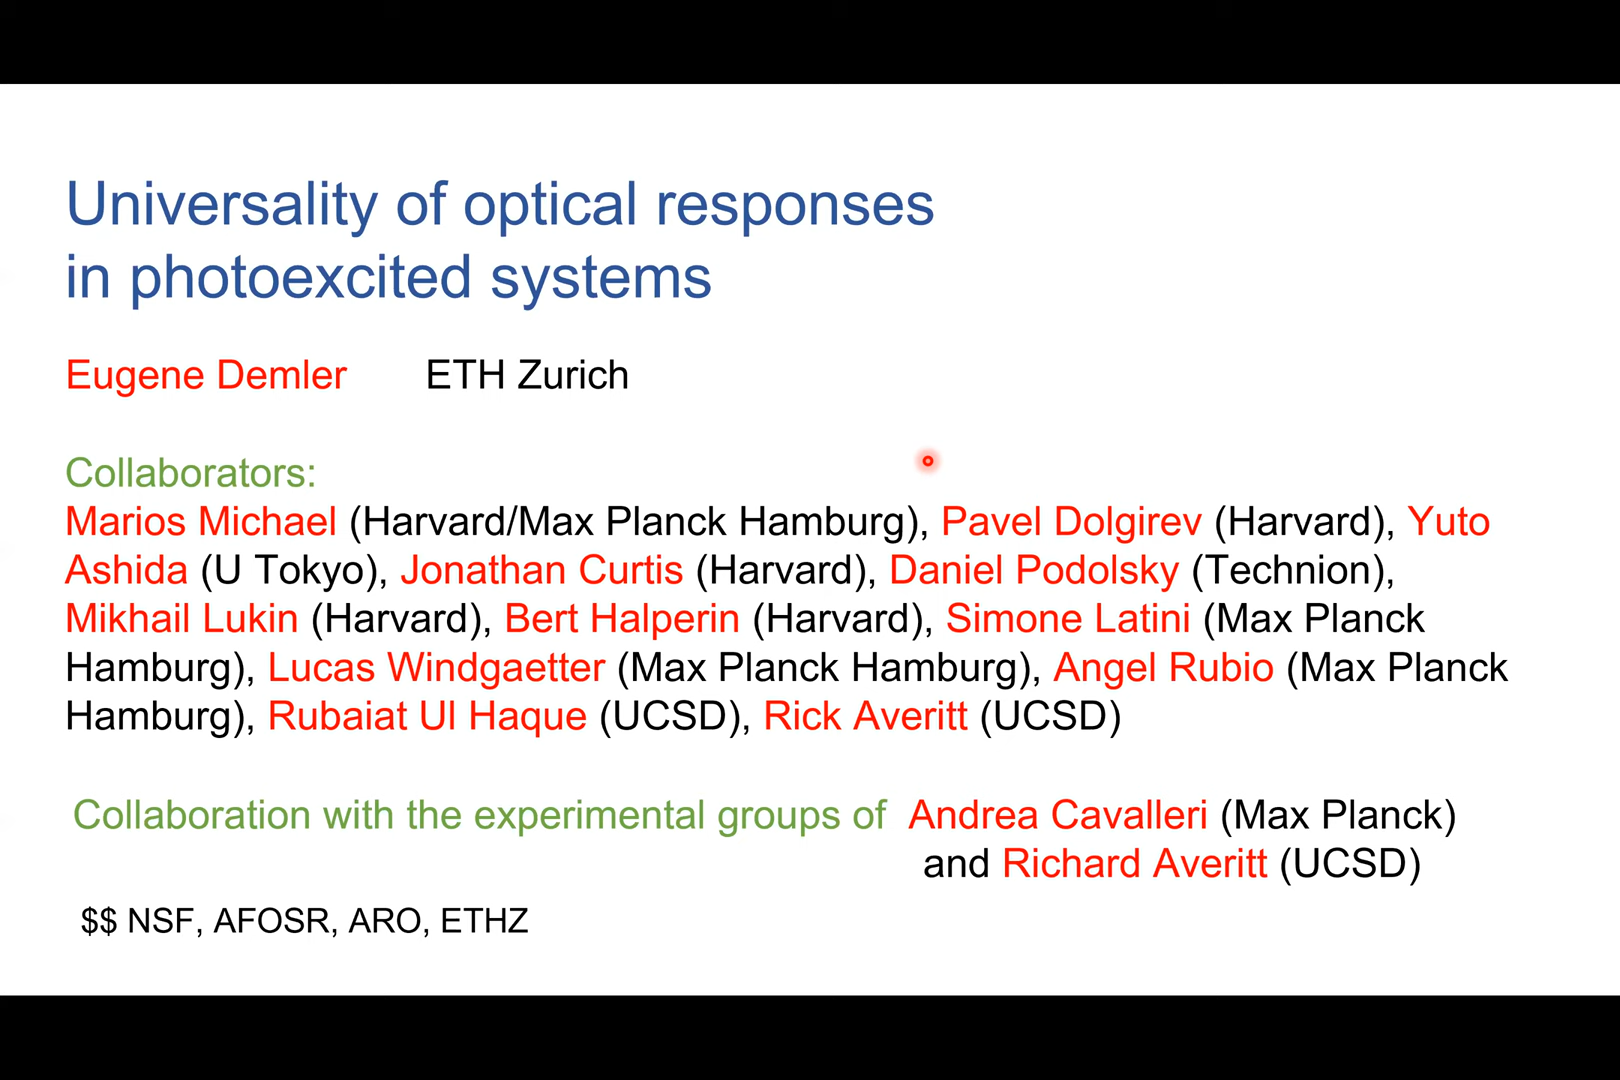 Universality of optical responses
in photoexcited systems
Eugene Demler ETH Zurich
Collaborators:
Marios Michael (Harvard/Max Planck Hamburg), Pavel Dolgirev (Harvard), Yuto
Ashida (U Tokyo), Jonathan Curtis (Harvard), Daniel Podolsky (Technion),
Mikhail Lukin (Harvard), Bert Halperin (Harvard), Simone Latini (Max Planck
Hamburg), Lucas Windgaetter (Max Planck Hamburg), Angel Rubio (Max Planck
Hamburg), Rubaiat Ul Haque (UCSD), Rick Averitt (UCSD)
Collaboration with the experimental groups of Andrea Cavalleri (Max Planck)
and Richard Averitt (UCSD)
$$ NSF, AFOSR, ARO, ETHZ